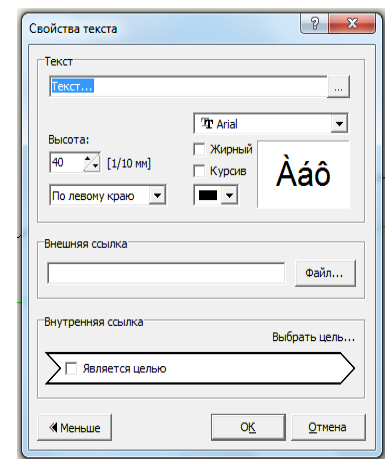 Свойства текста
Текст
Текст...
...
Arial
Высота:
40 [1/10 мм]
Жирный
Курсив
Àáô
По левому краю
Внешняя ссылка
Файл...
Внутренняя ссылка
Выбрать цель...
Является целью
Меньше
OK
Отмена